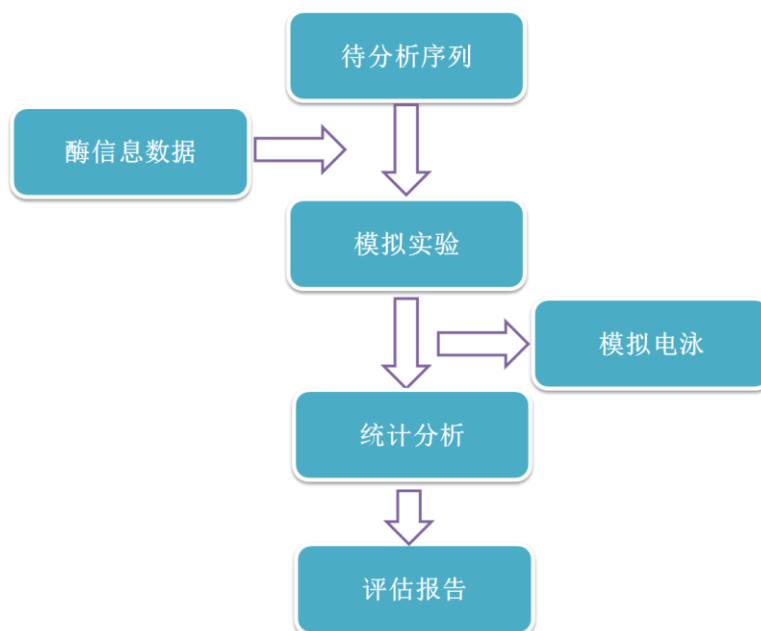 待分析序列
酶信息数据
模拟实验
模拟电泳
统计分析
评估报告